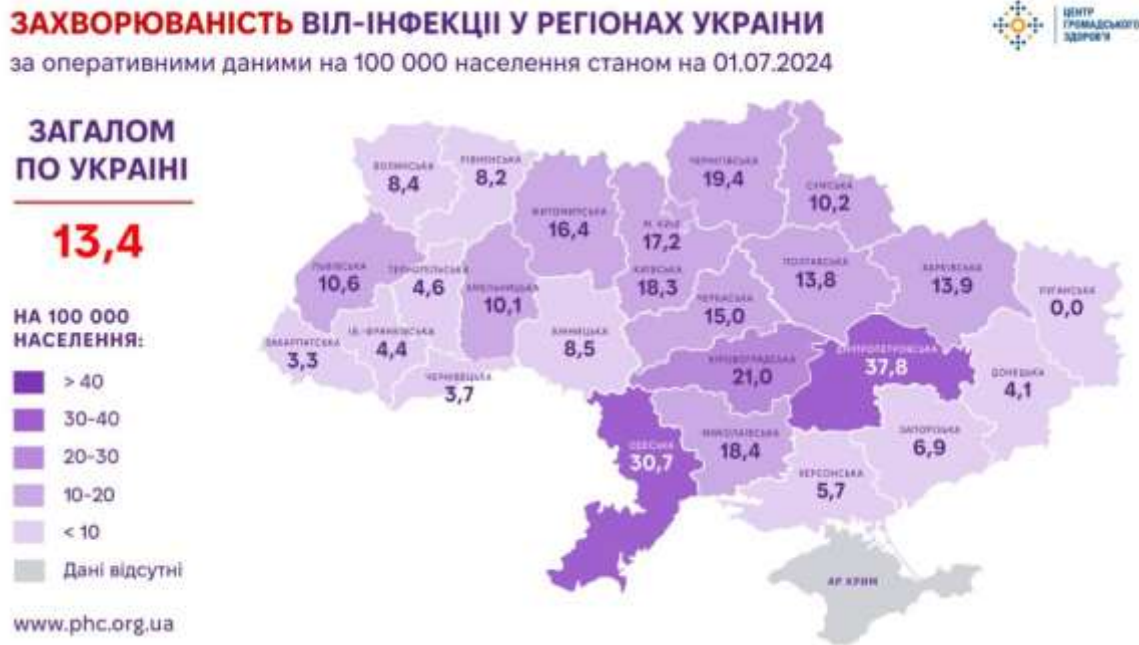 ЗАХВОРЮВАНІСТЬ ВІЛ-ІНФЕКЦІЇ У РЕГІОНАХ УКРАЇНИ
за оперативними даними на 100 000 населення станом на 01.07.2024
ЦЕНТР
ГРОМАДСЬКОГО
ЗДОРОВ'Я
ЗАГАЛОМ
ПО УКРАЇНІ
13,4
НА 100 000
НАСЕЛЕННЯ:
> 40
30-40
20-30
10-20
< 10
Дані відсутні
www.phc.org.ua
ВОЛИНСЬКА
8,4
РІВНЕНСЬКА
8,2
ЖИТОМИРСЬКА
16,4
М. КИЇВ
17,2
КИЇВСЬКА
18,3
ЧЕРНІГІВСЬКА
19,4
СУМСЬКА
10,2
ЛЬВІВСЬКА
10,6
ТЕРНОПІЛЬСЬКА
4,6
ХМЕЛЬНИЦЬКА
10,1
ЧЕРКАСЬКА
15,0
ПОЛТАВСЬКА
13,8
ХАРКІВСЬКА
13,9
ЛУГАНСЬКА
0,0
ЗАКАРПАТСЬКА
3,3
ІВ.-ФРАНКІВСЬКА
4,4
ЧЕРНІВЕЦЬКА
3,7
ВІННИЦЬКА
8,5
КІРОВОГРАДСЬКА
21,0
ДНІПРОПЕТРОВСЬКА
37,8
ДОНЕЦЬКА
4,1
ОДЕСЬКА
30,7
МИКОЛАЇВСЬКА
18,4
ЗАПОРІЗЬКА
6,9
ХЕРСОНСЬКА
5,7
АР КРИМ